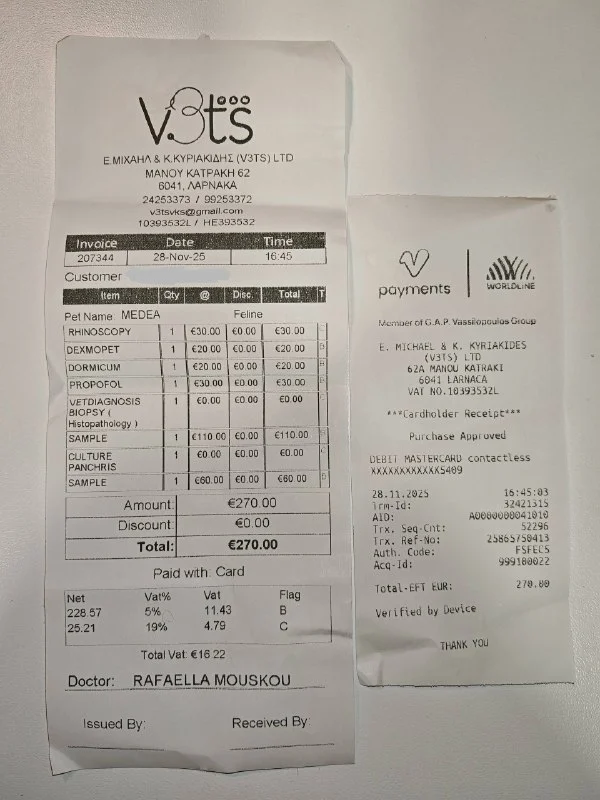 V3tS
Ε.ΜΙΧΑΗΛ & Κ.ΚΥΡΙΑΚΙΔΗΣ (V3TS) LTD
ΜΑΝΟΥ ΚΑΤΡΑΚΗ 62
6041, ΛΑΡΝΑΚΑ
24253373 / 99253372
v3tsvks@gmail.com
10393532L / HE393532
Invoice Date Time
207344 28-Nov-25 16:45
Customer
Item Qty @ Disc. Total T
Pet Name: MEDEA Feline
RHINOSCOPY 1 €30.00 €0.00 €30.00
DEXMOPET 1 €20.00 €0.00 €20.00
DORMICUM 1 €20.00 €0.00 €20.00
PROPOFOL 1 €30.00 €0.00 €30.00
VETDIAGNOSIS 1 €0.00 €0.00 €0.00
BIOPSY (
Histopathology )
SAMPLE 1 €110.00 €0.00 €110.00
CULTURE 1 €0.00 €0.00 €0.00
PANCHRIS
SAMPLE 1 €60.00 €0.00 €60.00
Amount: €270.00
Discount: €0.00
Total: €270.00
Paid with: Card
Net Vat% Vat Flag
228.57 5% 11.43 B
25.21 19% 4.79 C
Total Vat: €16.22
Doctor: RAFAELLA MOUSKOU
Issued By: Received By:
payments
WORLDLINE
Member of G.A.P. Vassilopoulos Group
E. MICHAEL & K. KYRIAKIDES
(V3TS) LTD
62A MANOU KATRAKI
6041 LARNACA
VAT NO.10393532L
***Cardholder Receipt***
Purchase Approved
DEBIT MASTERCARD contactless
XXXXXXXXXXXX5409
28.11.2025 16:45:03
Trm-Id: 32421315
AID: A0000000041010
Trx. Seq-Cnt: 52296
Trx. Ref-No: 25865750413
Auth. Code: FSFECS
Acq-Id: 999100022
Total-EFT EUR: 270.00
Verified by Device
THANK YOU